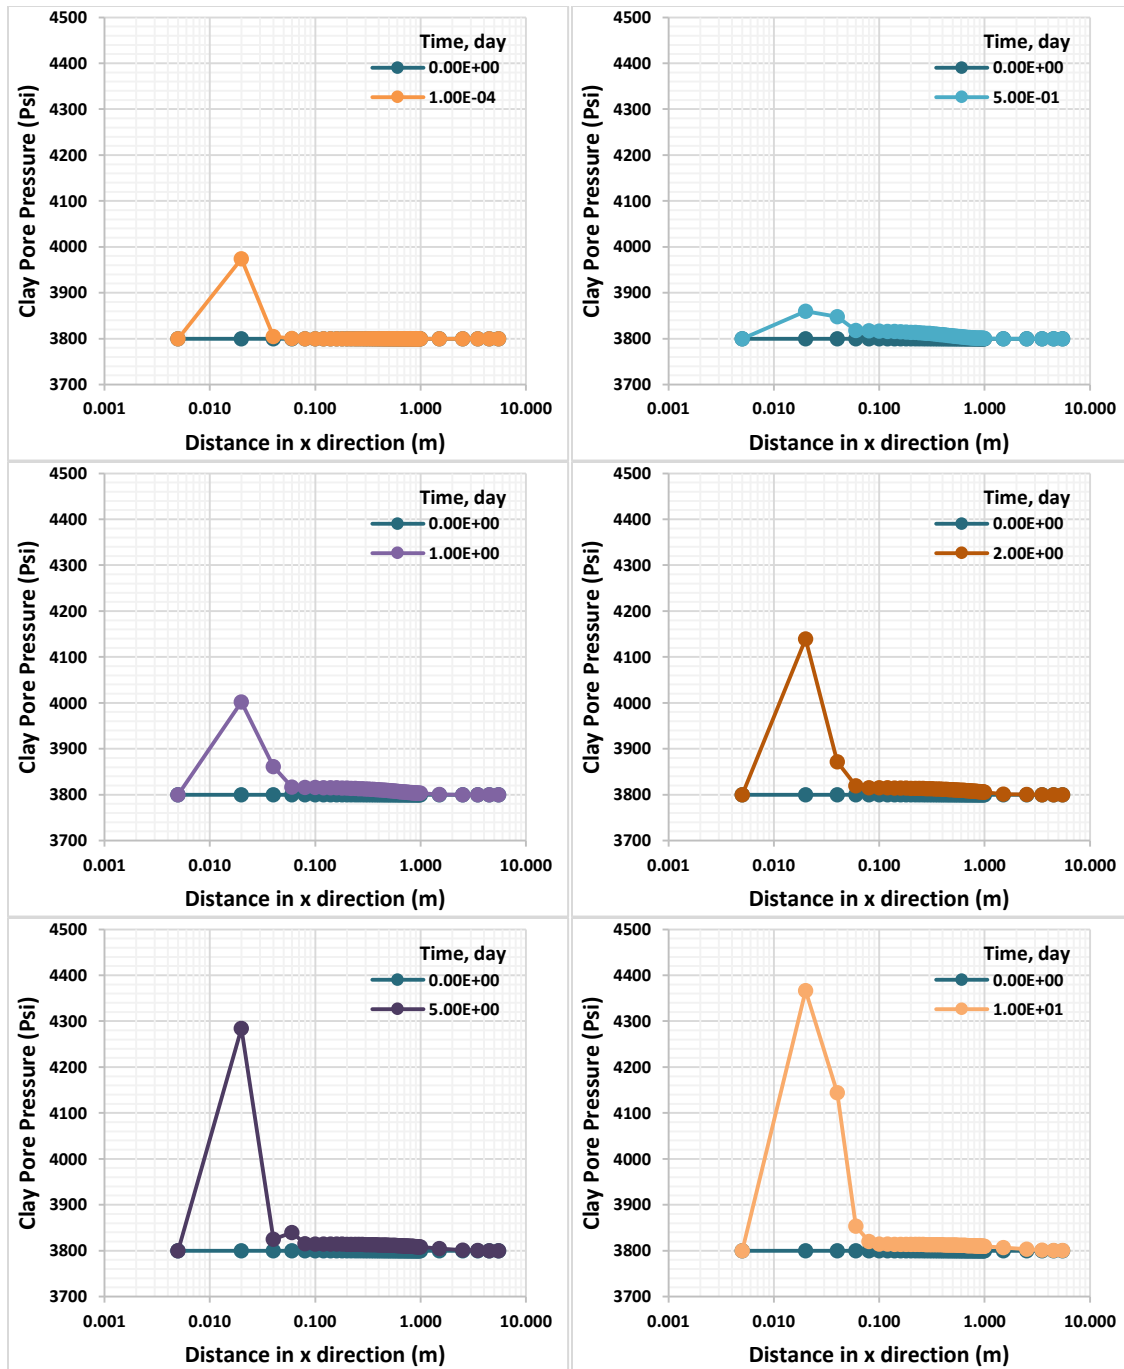 4500
4400
4300
4200
4100
4000
3900
3800
3700
Clay Pore Pressure (Psi)
Time, day
0.00E+00
1.00E-04
0.001 0.010 0.100 1.000 10.000
Distance in x direction (m)
4500
4400
4300
4200
4100
4000
3900
3800
3700
Clay Pore Pressure (Psi)
Time, day
0.00E+00
5.00E-01
0.001 0.010 0.100 1.000 10.000
Distance in x direction (m)
4500
4400
4300
4200
4100
4000
3900
3800
3700
Clay Pore Pressure (Psi)
Time, day
0.00E+00
1.00E+00
0.001 0.010 0.100 1.000 10.000
Distance in x direction (m)
4500
4400
4300
4200
4100
4000
3900
3800
3700
Clay Pore Pressure (Psi)
Time, day
0.00E+00
2.00E+00
0.001 0.010 0.100 1.000 10.000
Distance in x direction (m)
4500
4400
4300
4200
4100
4000
3900
3800
3700
Clay Pore Pressure (Psi)
Time, day
0.00E+00
5.00E+00
0.001 0.010 0.100 1.000 10.000
Distance in x direction (m)
4500
4400
4300
4200
4100
4000
3900
3800
3700
Clay Pore Pressure (Psi)
Time, day
0.00E+00
1.00E+01
0.001 0.010 0.100 1.000 10.000
Distance in x direction (m)